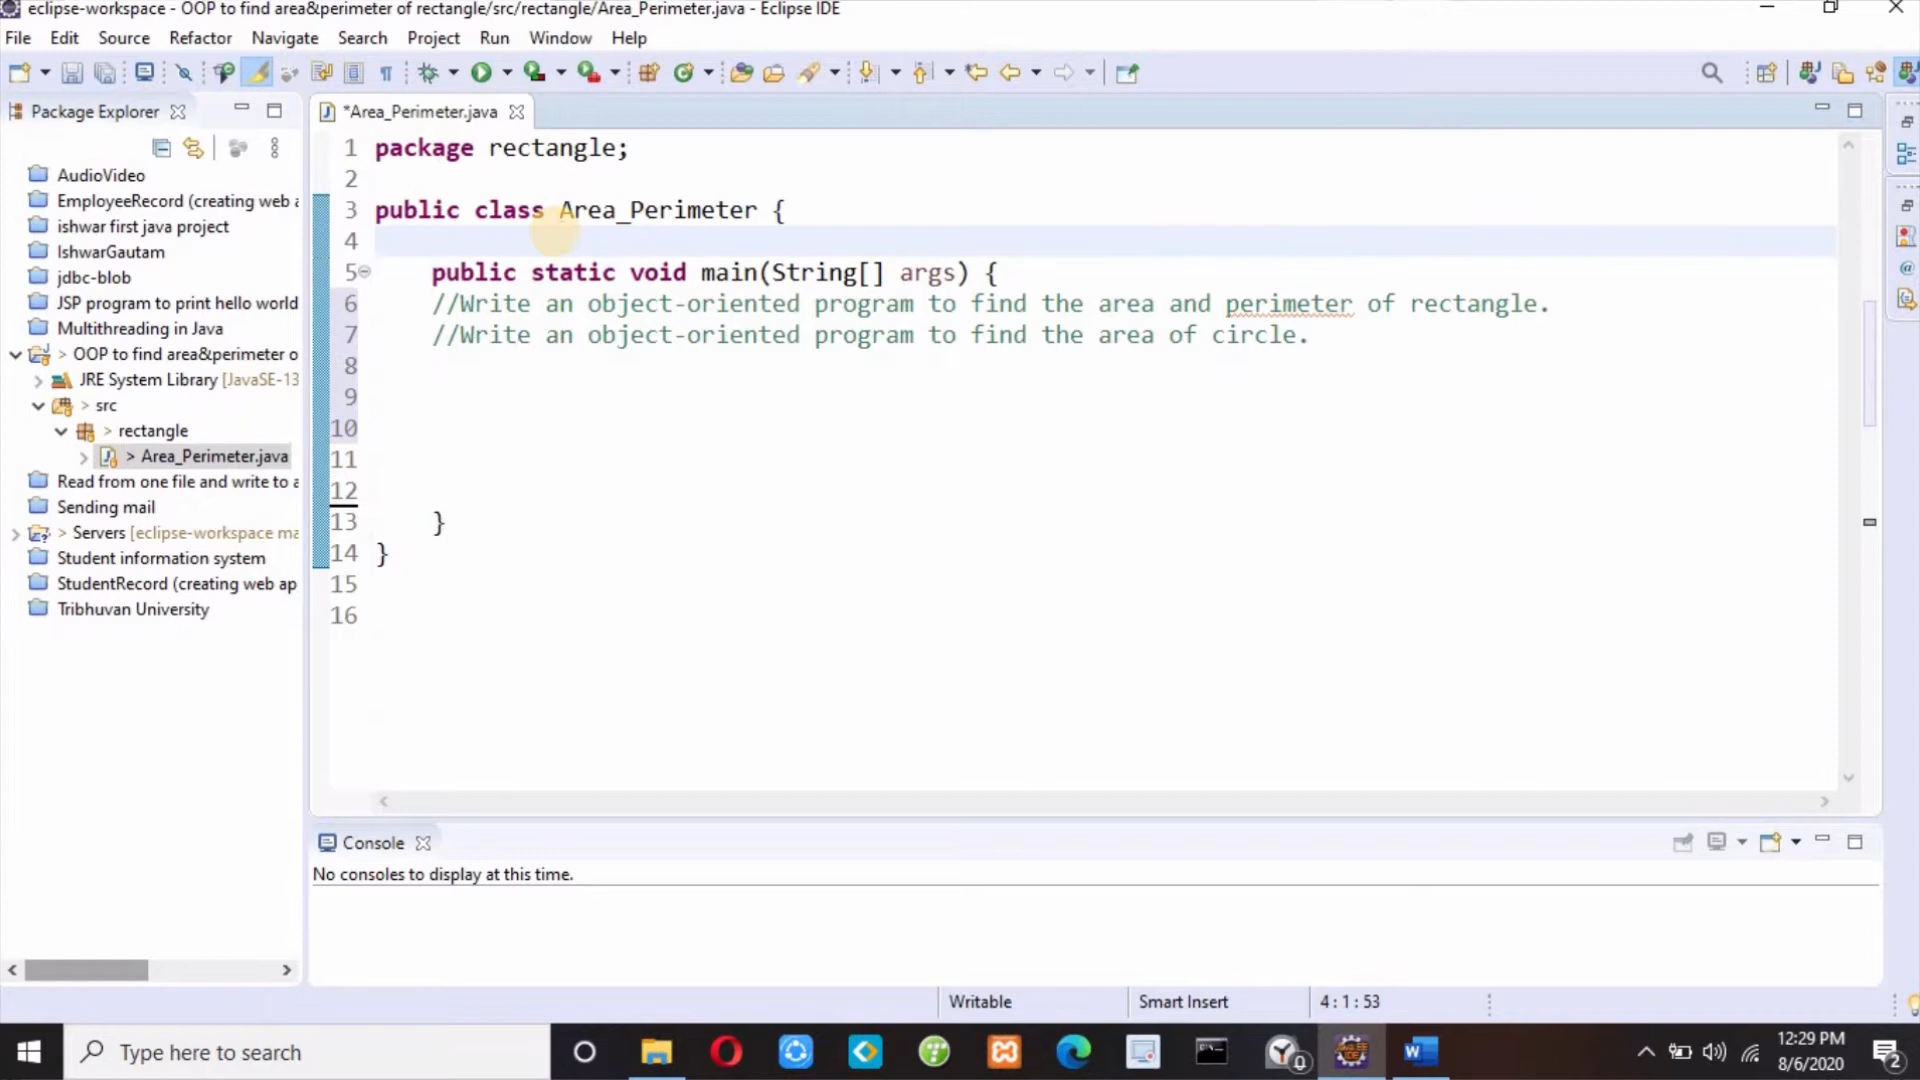 eclipse-workspace - OOP to find area&perimeter of rectangle/src/rectangle/Area_Perimeter.java - Eclipse IDE
File Edit Source Refactor Navigate Search Project Run Window Help
Package Explorer
AudioVideo
EmployeeRecord (creating web a
ishwar first java project
IshwarGautam
jdbc-blob
JSP program to print hello world
Multithreading in Java
> OOP to find area&perimeter o
JRE System Library [JavaSE-13
> src
> rectangle
> Area_Perimeter.java
Read from one file and write to a
Sending mail
> Servers [eclipse-workspace ma
Student information system
StudentRecord (creating web ap
Tribhuvan University
*Area_Perimeter.java
1 package rectangle;
2
3 public class Area_Perimeter {
4
5 public static void main(String[] args) {
6 //Write an object-oriented program to find the area and perimeter of rectangle.
7 //Write an object-oriented program to find the area of circle.
8
9
10
11
12
13 }
14 }
15
16
Console
No consoles to display at this time.
Writable Smart Insert 4 : 1 : 53
Type here to search
12:29 PM
8/6/2020
2